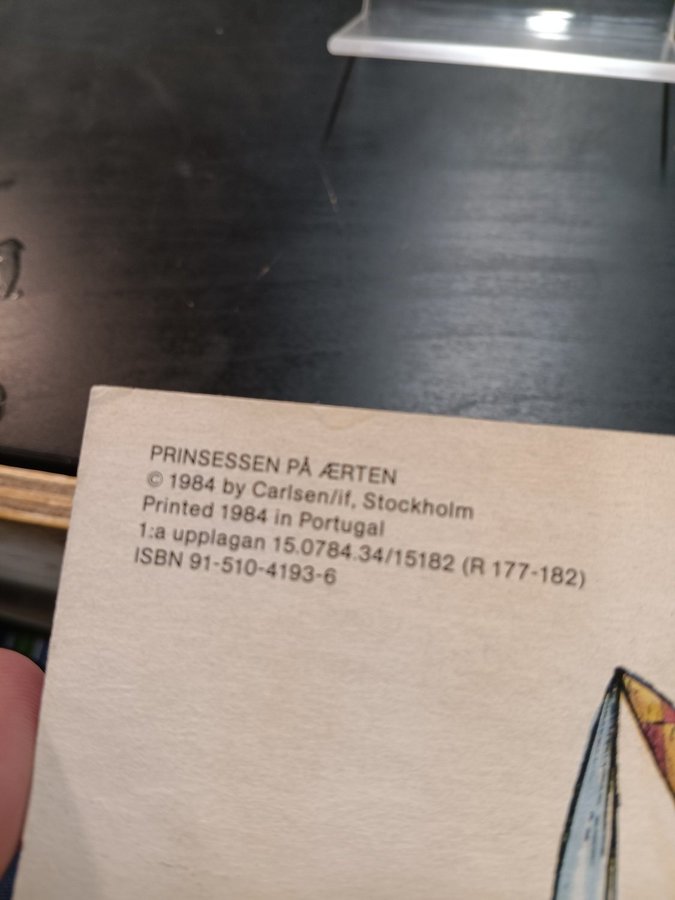 PRINSESSEN PÅ ÆRTEN
© 1984 by Carlsen/if, Stockholm
Printed 1984 in Portugal
1:a upplagan 15.0784.34/15182 (R 177-182)
ISBN 91-510-4193-6